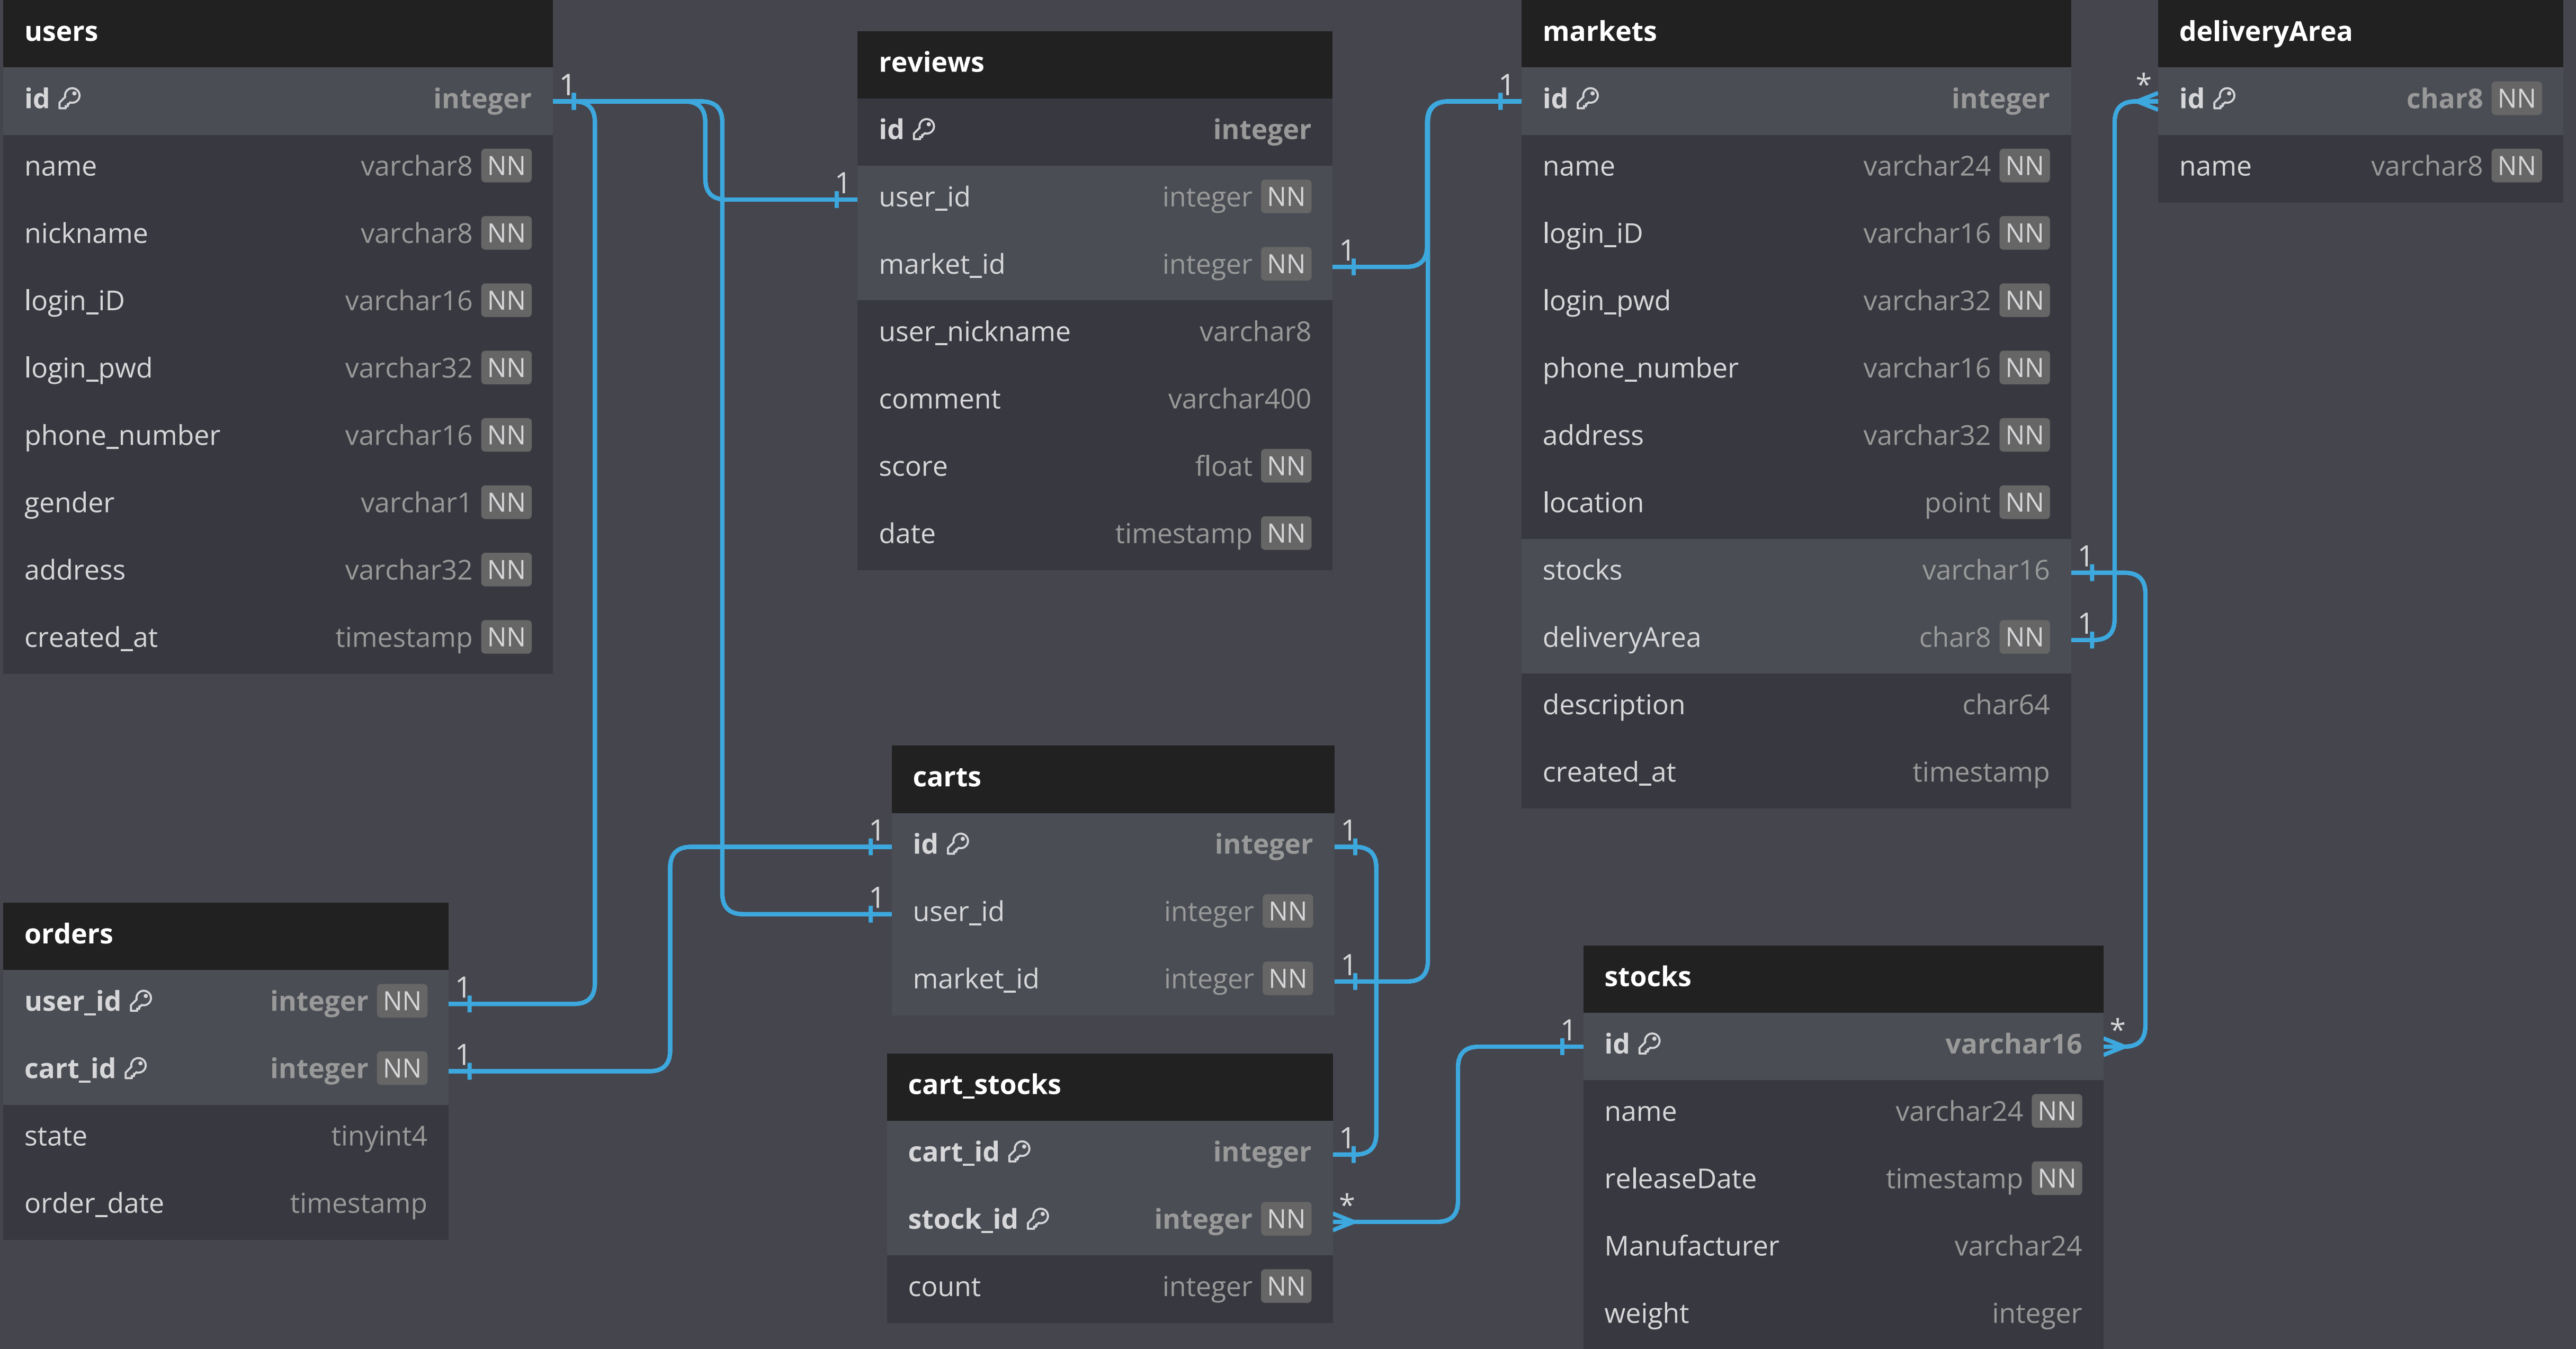 users
id integer
name varchar8 NN
nickname varchar8 NN
login_iD varchar16 NN
login_pwd varchar32 NN
phone_number varchar16 NN
gender varchar1 NN
address varchar32 NN
created_at timestamp NN
1
reviews
id integer
user_id integer NN
market_id integer NN
user_nickname varchar8
comment varchar400
score float NN
date timestamp NN
1
1
markets
id integer
name varchar24 NN
login_iD varchar16 NN
login_pwd varchar32 NN
phone_number varchar16 NN
address varchar32 NN
location point NN
stocks varchar16
deliveryArea char8 NN
description char64
created_at timestamp
1
1
1
deliveryArea
id char8 NN
name varchar8 NN
*
orders
user_id integer NN
cart_id integer NN
state tinyint4
order_date timestamp
1
1
carts
id integer
user_id integer NN
market_id integer NN
1
1
1
1
cart_stocks
cart_id integer
stock_id integer NN
count integer NN
1
*
stocks
id varchar16
name varchar24 NN
releaseDate timestamp NN
Manufacturer varchar24
weight integer
1
*